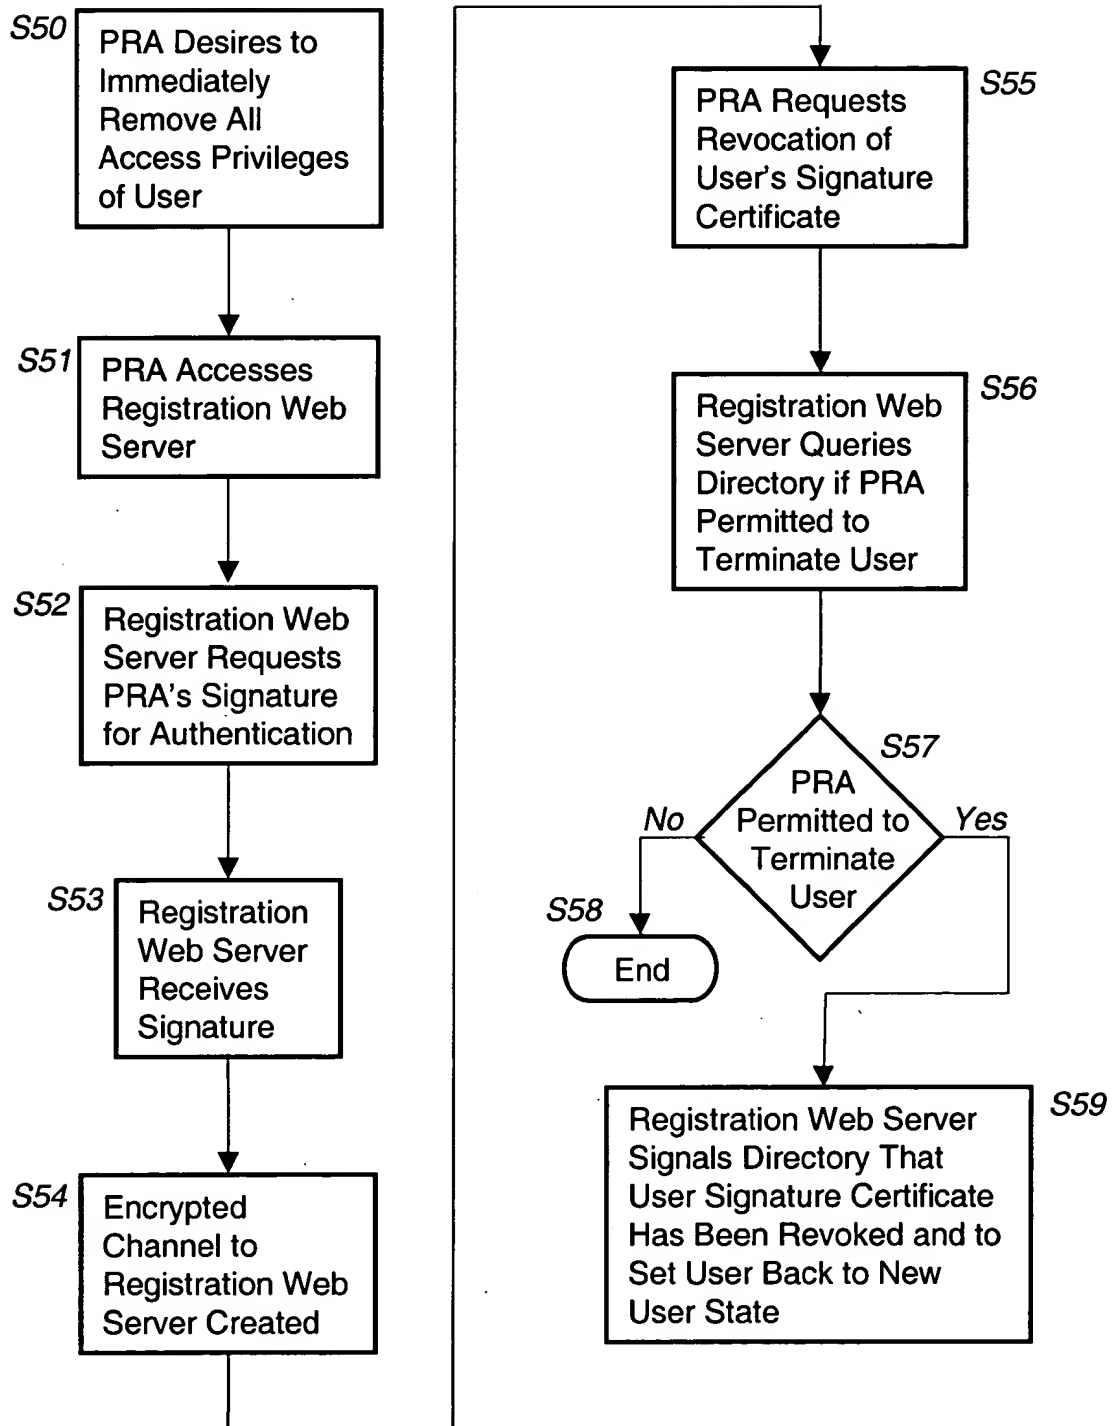 S50
PRA Desires to
Immediately
Remove All
Access Privileges
of User
S51
PRA Accesses
Registration Web
Server
S52
Registration Web
Server Requests
PRA's Signature
for Authentication
S53
Registration
Web Server
Receives
Signature
S54
Encrypted
Channel to
Registration Web
Server Created
S55
PRA Requests
Revocation of
User's Signature
Certificate
S56
Registration Web
Server Queries
Directory if PRA
Permitted to
Terminate User
S57
PRA
Permitted to
Terminate
User
No
Yes
S58
End
S59
Registration Web Server
Signals Directory That
User Signature Certificate
Has Been Revoked and to
Set User Back to New
User State